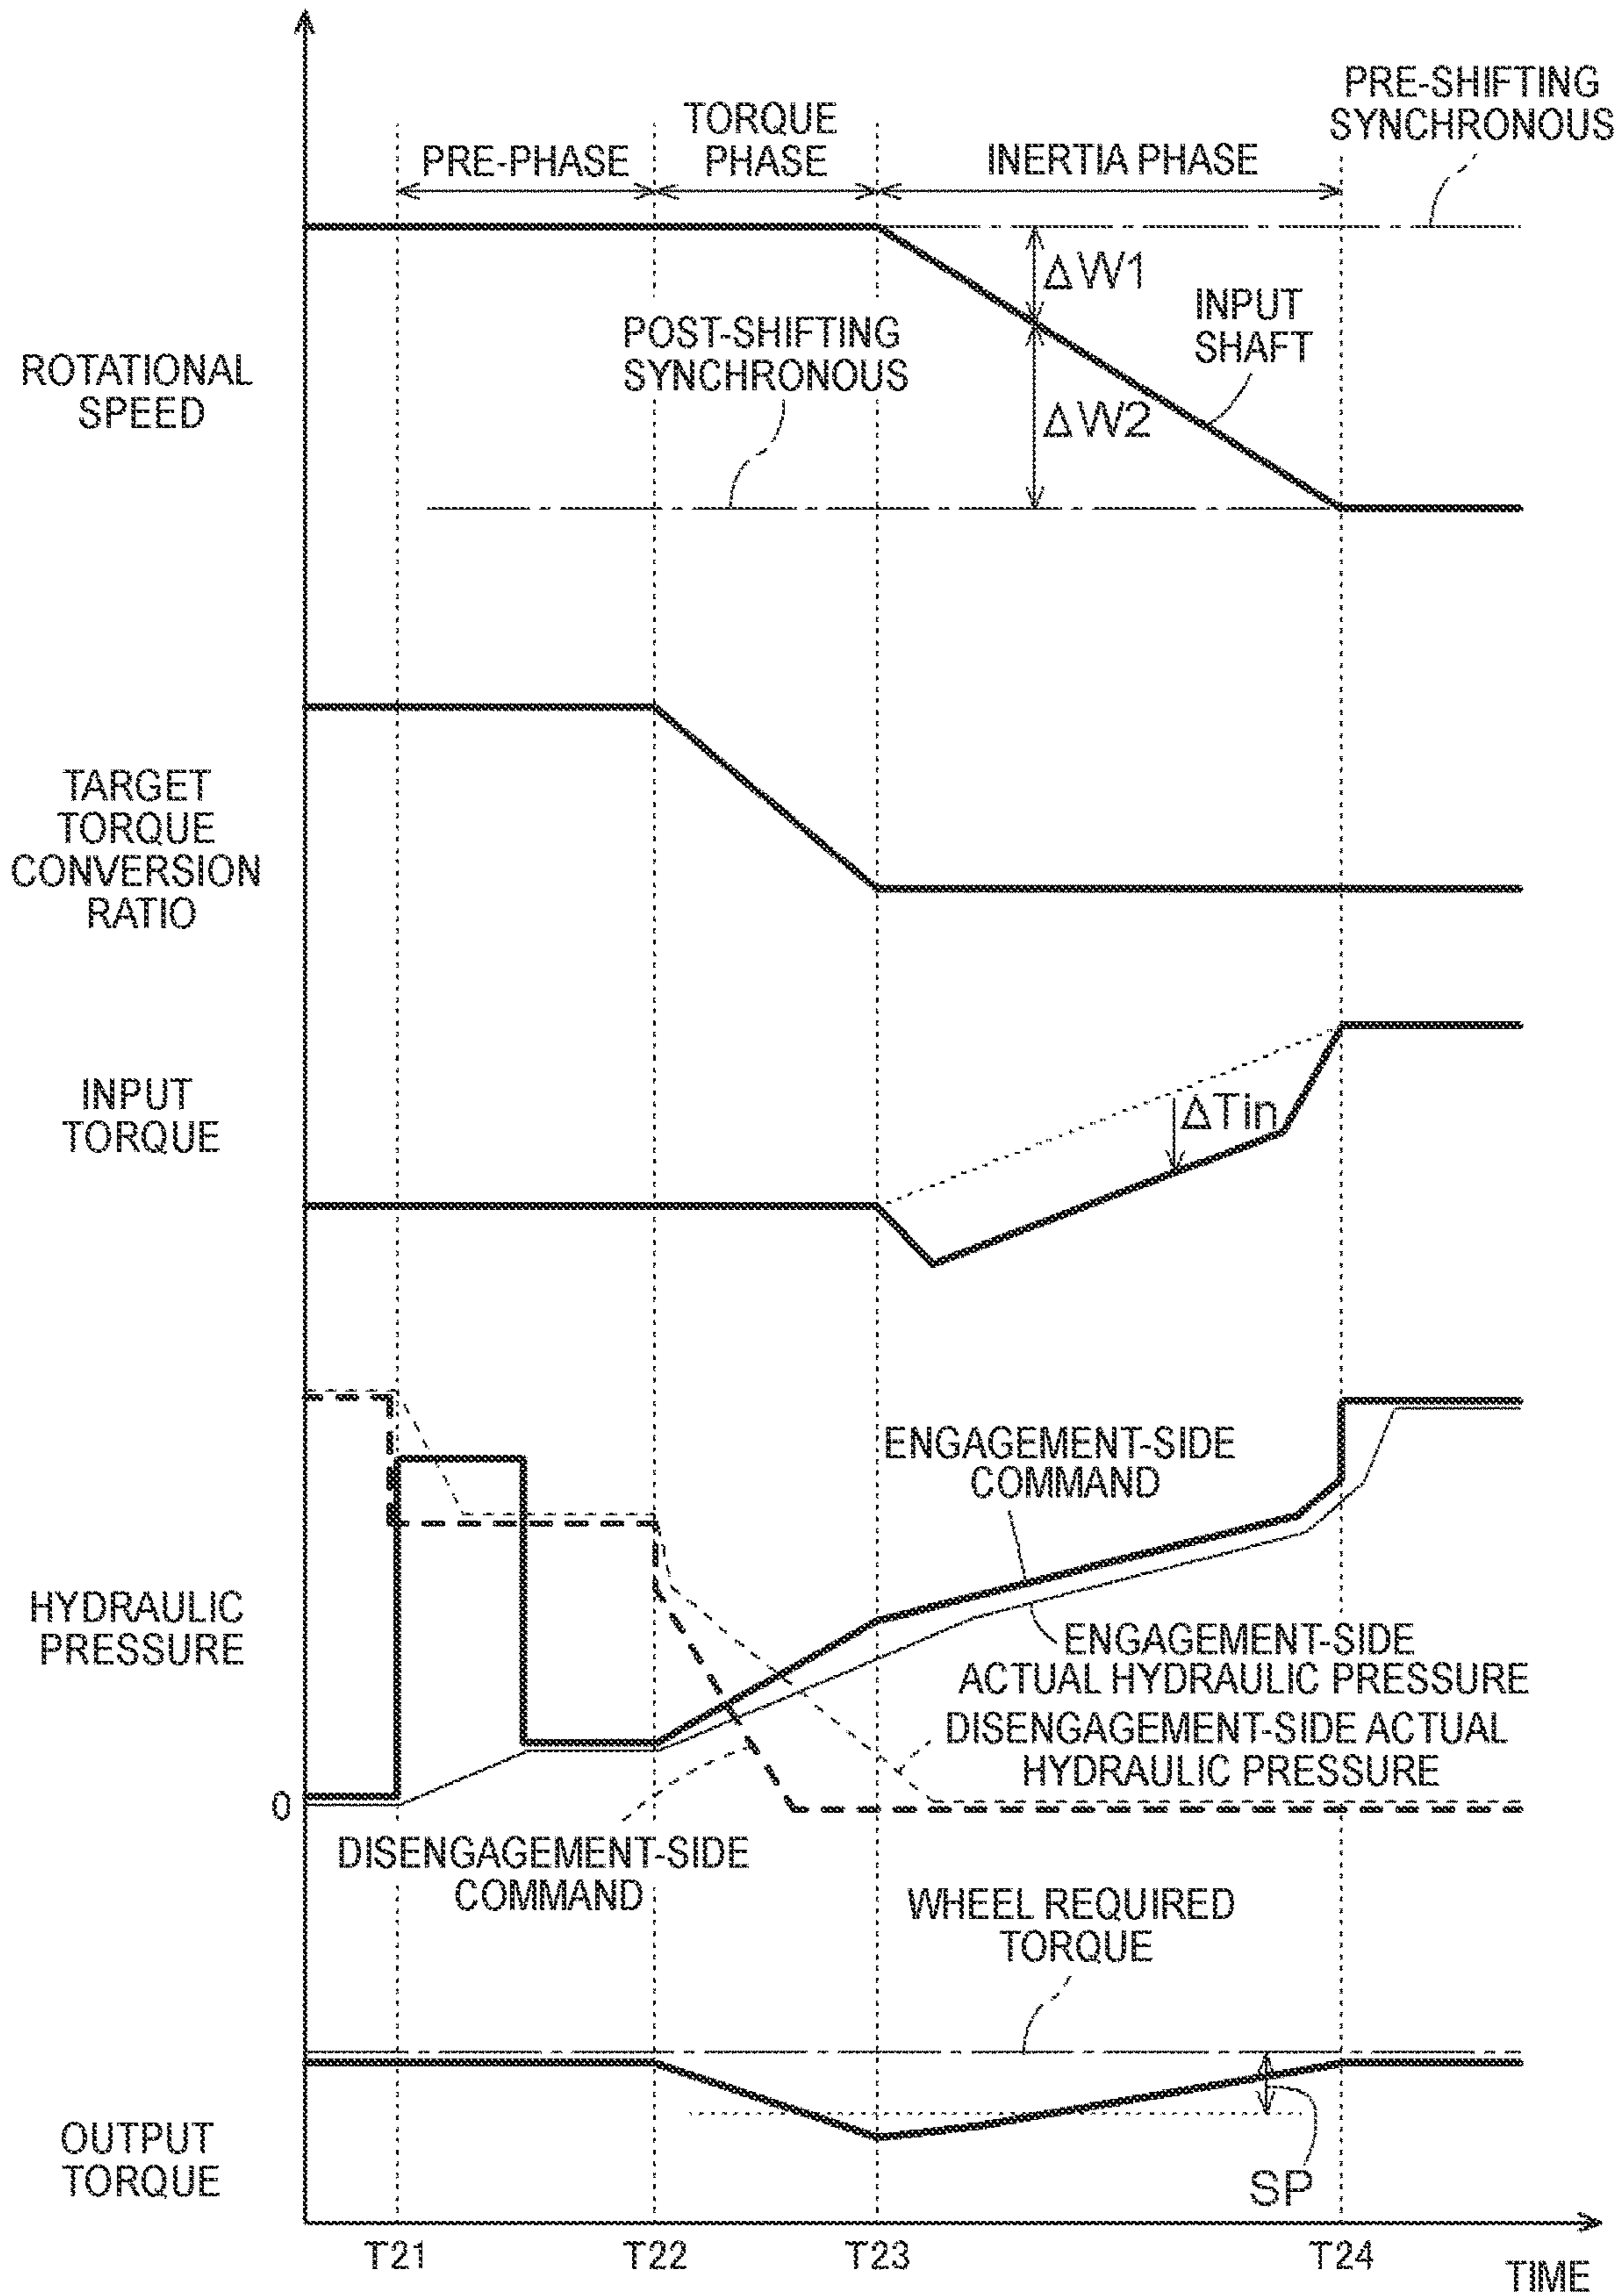 PRE-SHIFTING
SYNCHRONOUS
TORQUE
PHASE
PRE-PHASE
INERTIA PHASE
ΔW1
INPUT
SHAFT
POST-SHIFTING
SYNCHRONOUS
ROTATIONAL
SPEED
ΔW2
TARGET
TORQUE
CONVERSION
RATIO
INPUT
TORQUE
ΔTin
ENGAGEMENT-SIDE
COMMAND
HYDRAULIC
PRESSURE
ENGAGEMENT-SIDE
ACTUAL HYDRAULIC PRESSURE
DISENGAGEMENT-SIDE ACTUAL
HYDRAULIC PRESSURE
0
DISENGAGEMENT-SIDE
COMMAND
WHEEL REQUIRED
TORQUE
OUTPUT
TORQUE
SP
T21
T22
T23
T24
TIME